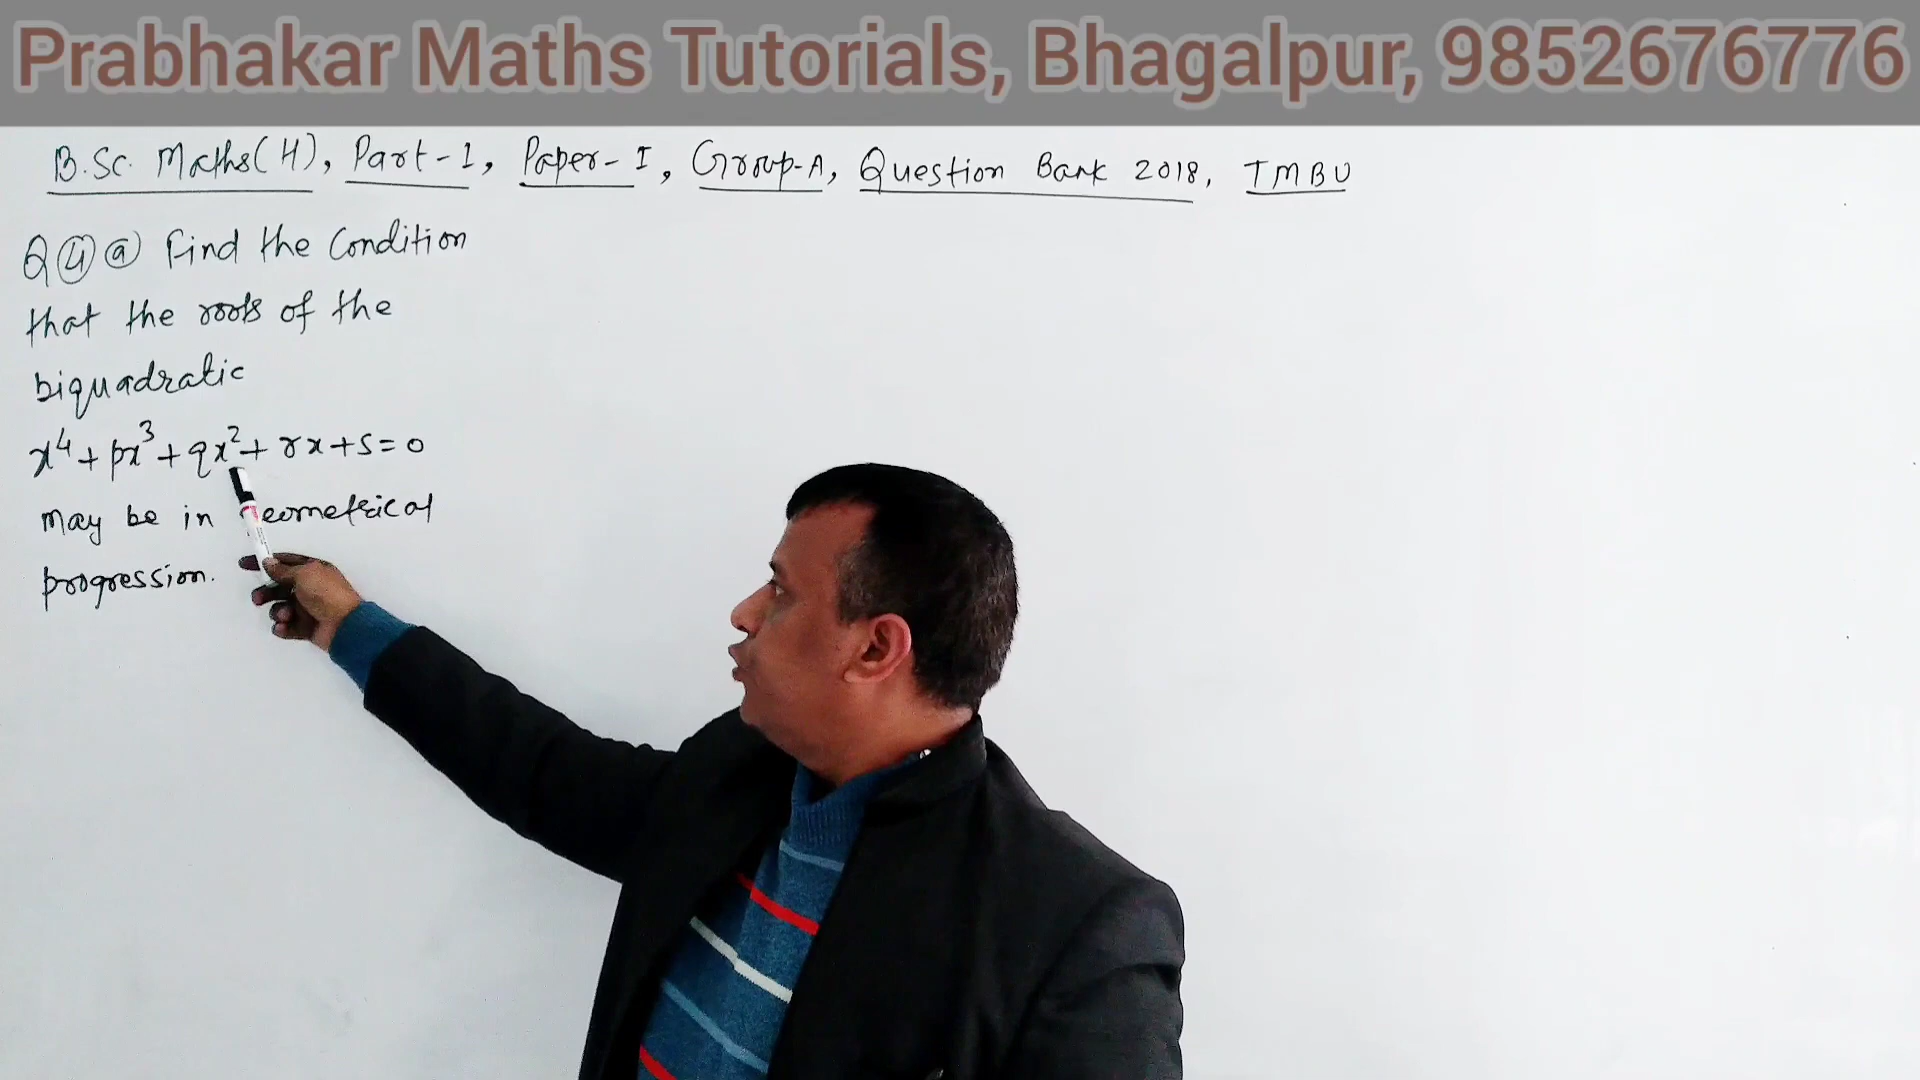 Prabhakar Maths Tutorials, Bhagalpur, 9852676776
B.Sc. Maths(H), Part-1, Paper-I, Group-A, Question Bank 2018, TMBU
Q ④ ⓐ Find the Condition
that the roots of the
biquadratic
x⁴ + px³ + qx² + rx + s = 0
may be in geometrical
progression.